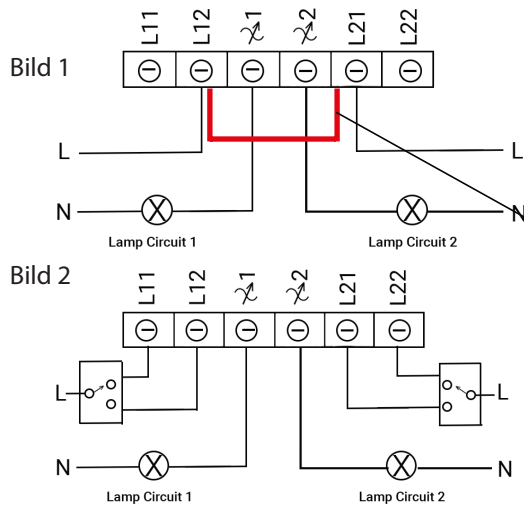 L11 L12 1 2 L21 L22
Bild 1
L L
N N
Lamp Circuit 1 Lamp Circuit 2
Bild 2
L11 L12 1 2 L21 L22
L L
N N
Lamp Circuit 1 Lamp Circuit 2